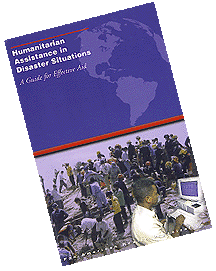 Humanitarian
Assistance in
Disaster Situations
A Guide for Effective Aid